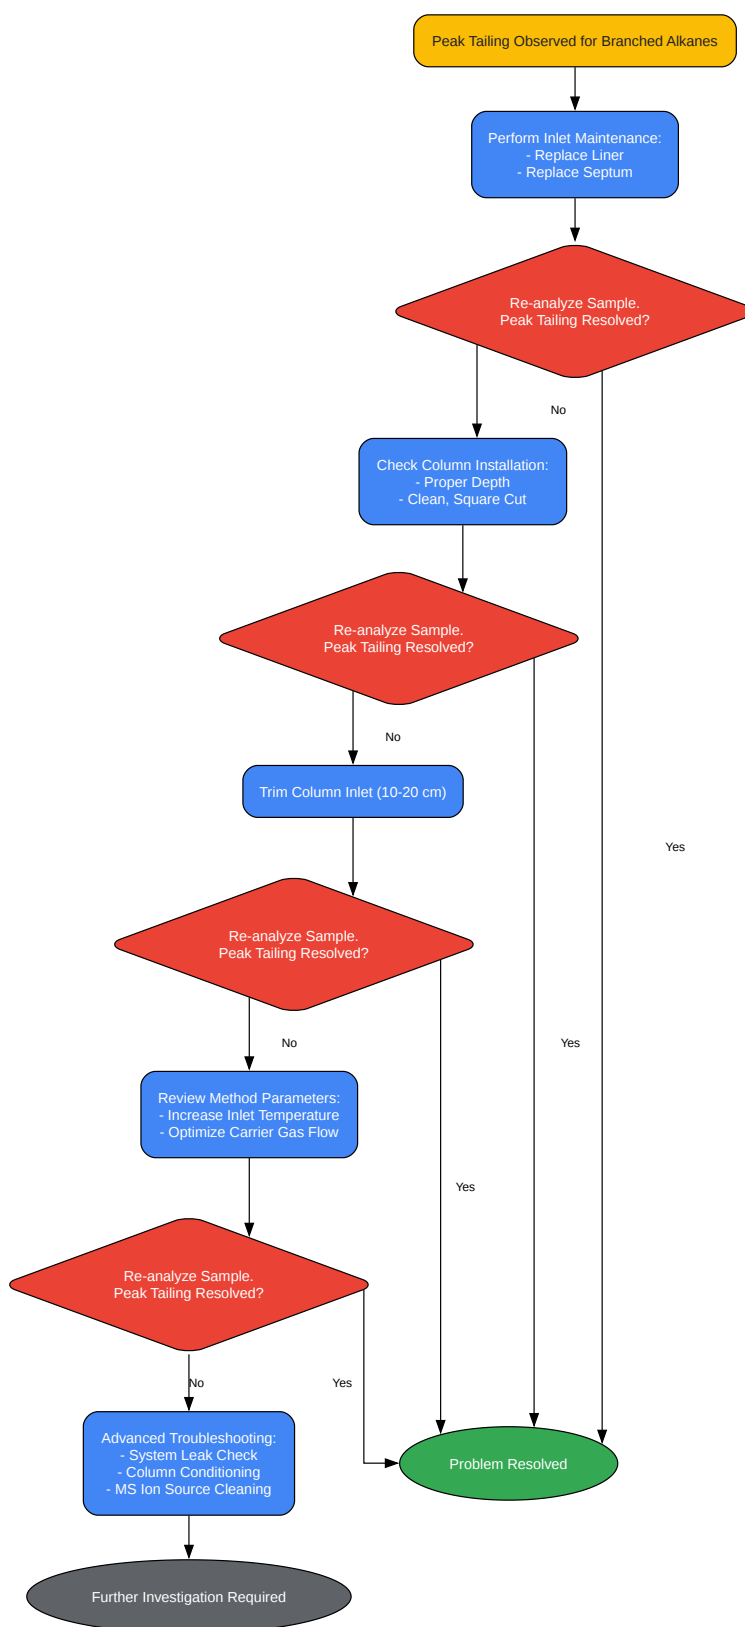 Peak Tailing Observed for Branched Alkanes
Perform Inlet Maintenance:
- Replace Liner
- Replace Septum
Re-analyze Sample.
Peak Tailing Resolved?
No
Check Column Installation:
- Proper Depth
- Clean, Square Cut
Re-analyze Sample.
Peak Tailing Resolved?
No
Trim Column Inlet (10-20 cm)
Yes
Re-analyze Sample.
Peak Tailing Resolved?
No
Yes
Review Method Parameters:
- Increase Inlet Temperature
- Optimize Carrier Gas Flow
Yes
Re-analyze Sample.
Peak Tailing Resolved?
No
Yes
Advanced Troubleshooting:
- System Leak Check
- Column Conditioning
- MS Ion Source Cleaning
Problem Resolved
Further Investigation Required